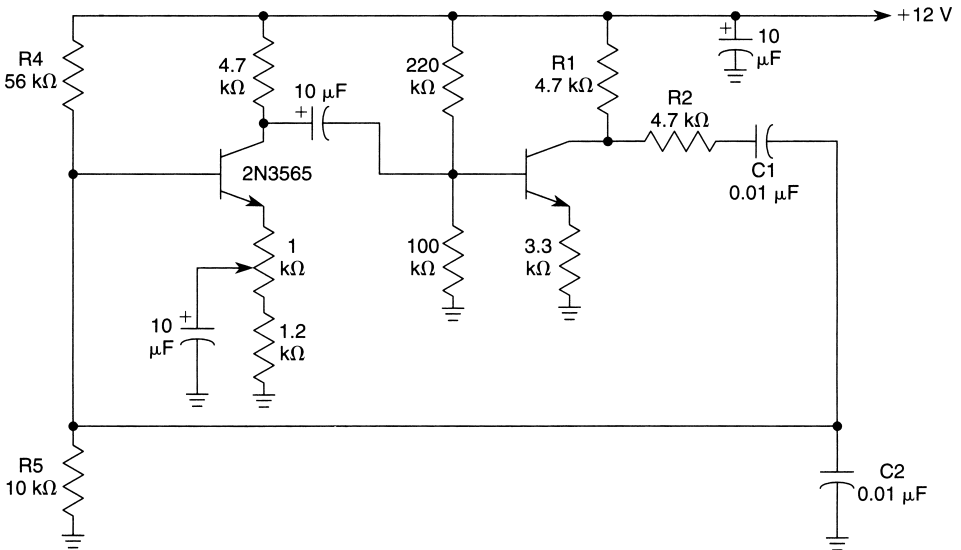 +12 V
R4
56 kΩ
4.7
kΩ
10 μF
+
220
kΩ
R1
4.7 kΩ
+
10
μF
R2
4.7 kΩ
2N3565
C1
0.01 μF
1
kΩ
100
kΩ
3.3
kΩ
+
10
μF
1.2
kΩ
R5
10 kΩ
C2
0.01 μF